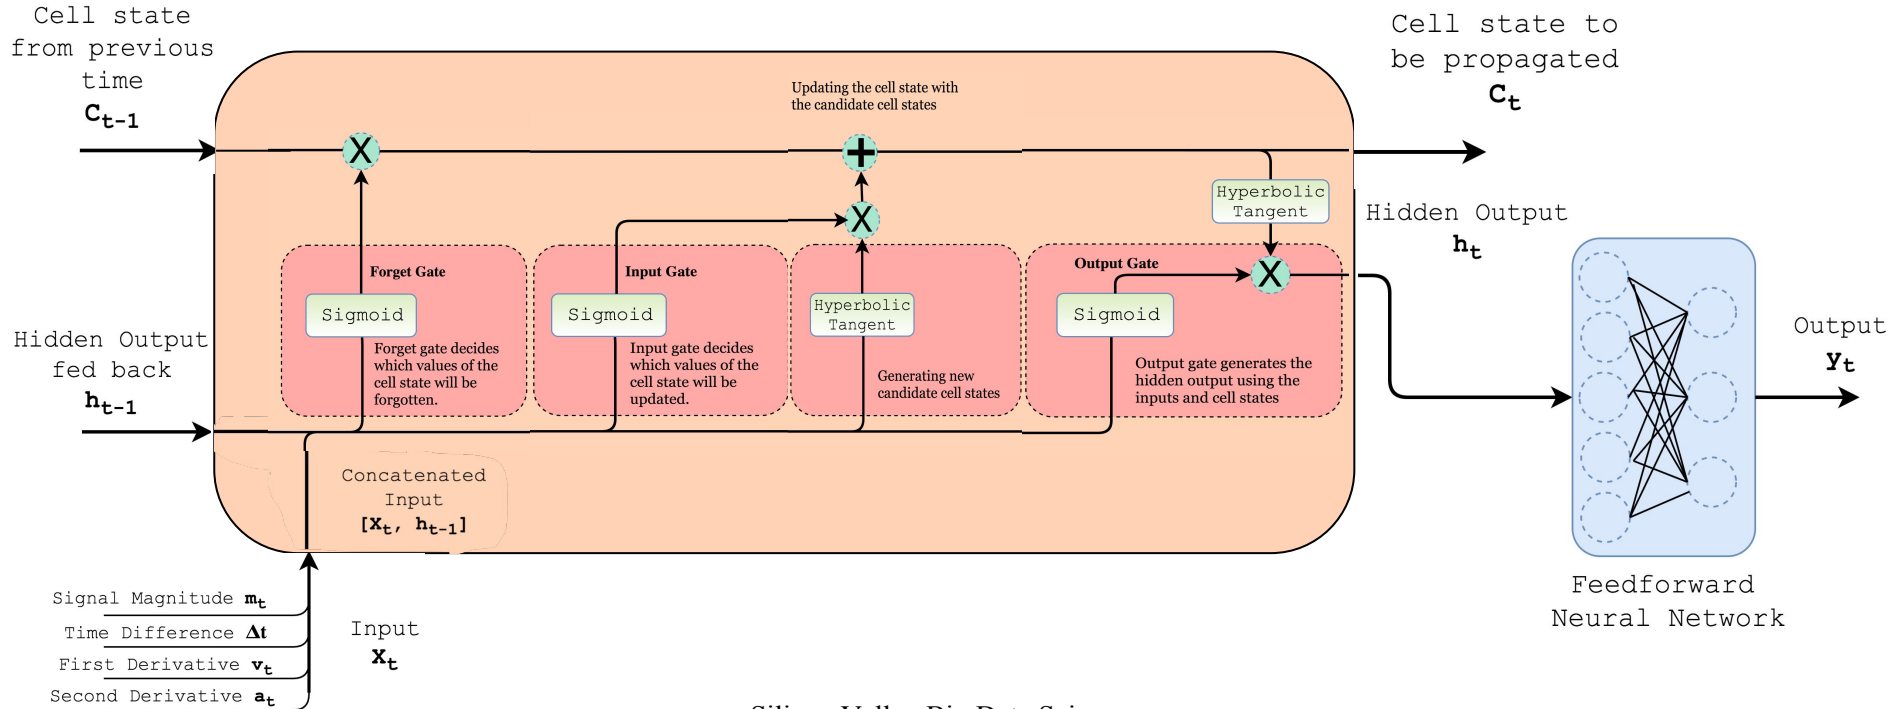 Cell state
from previous
time
Ct-1
Cell state to
be propagated
Ct
Updating the cell state with
the candidate cell states
X
+
X
Hyperbolic
Tangent
Hidden Output
ht
Forget Gate
Sigmoid
Forget gate decides
which values of the
cell state will be
forgotten.
Input Gate
Sigmoid
Input gate decides
which values of the
cell state will be
updated.
Hyperbolic
Tangent
Generating new
candidate cell states
Output Gate
X
Sigmoid
Output gate generates the
hidden output using the
inputs and cell states
Hidden Output
fed back
ht-1
Output
yt
Concatenated
Input
[Xt, ht-1]
Feedforward
Neural Network
Signal Magnitude mt
Time Difference Δt
First Derivative vt
Second Derivative at
Input
Xt